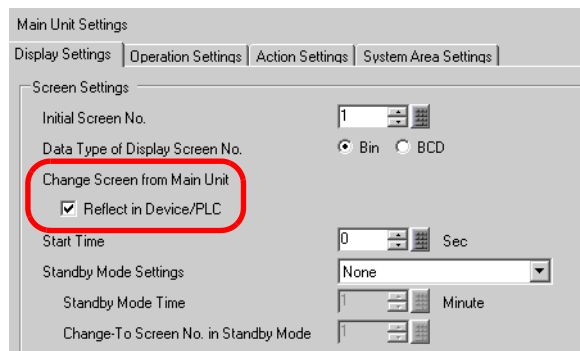 Main Unit Settings
Display Settings Operation Settings Action Settings System Area Settings
Screen Settings
Initial Screen No. 1
Data Type of Display Screen No. Bin BCD
Change Screen from Main Unit
Reflect in Device/PLC
Start Time 0 Sec
Standby Mode Settings None
Standby Mode Time 1 Minute
Change-To Screen No. in Standby Mode 1